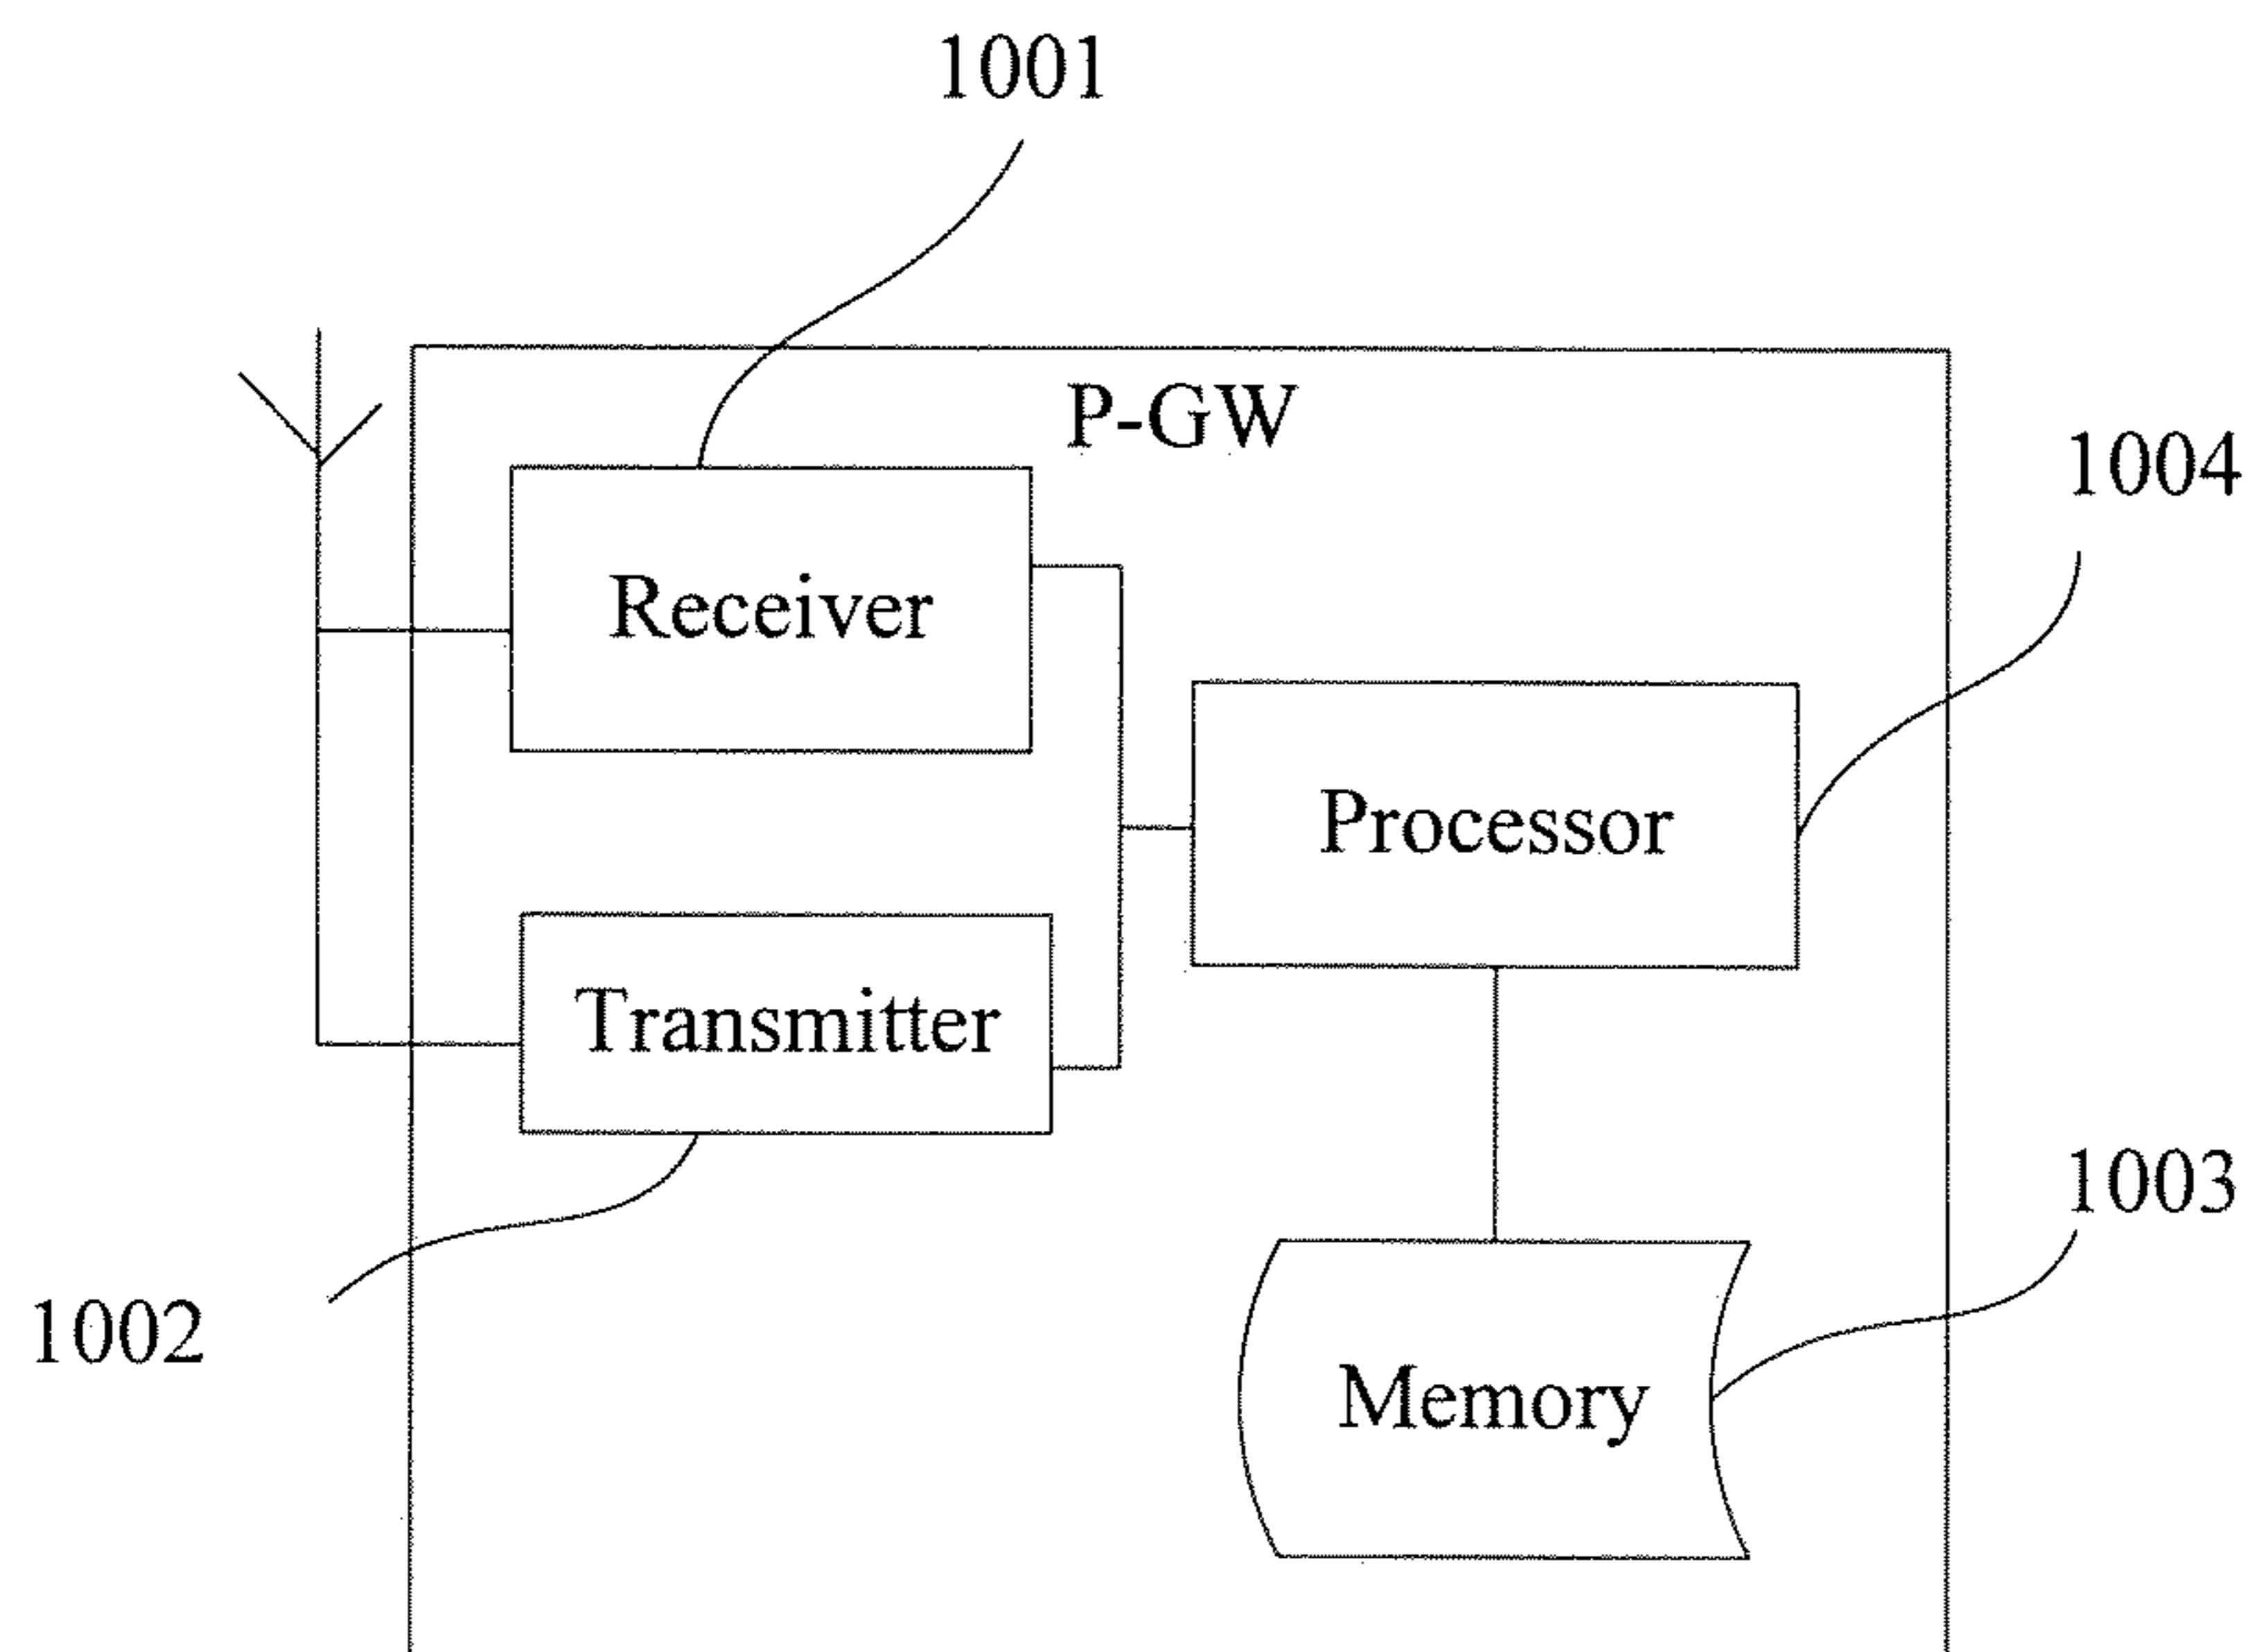 1001
P-GW
1004
Receiver
Processor
Transmitter
1003
1002
Memory